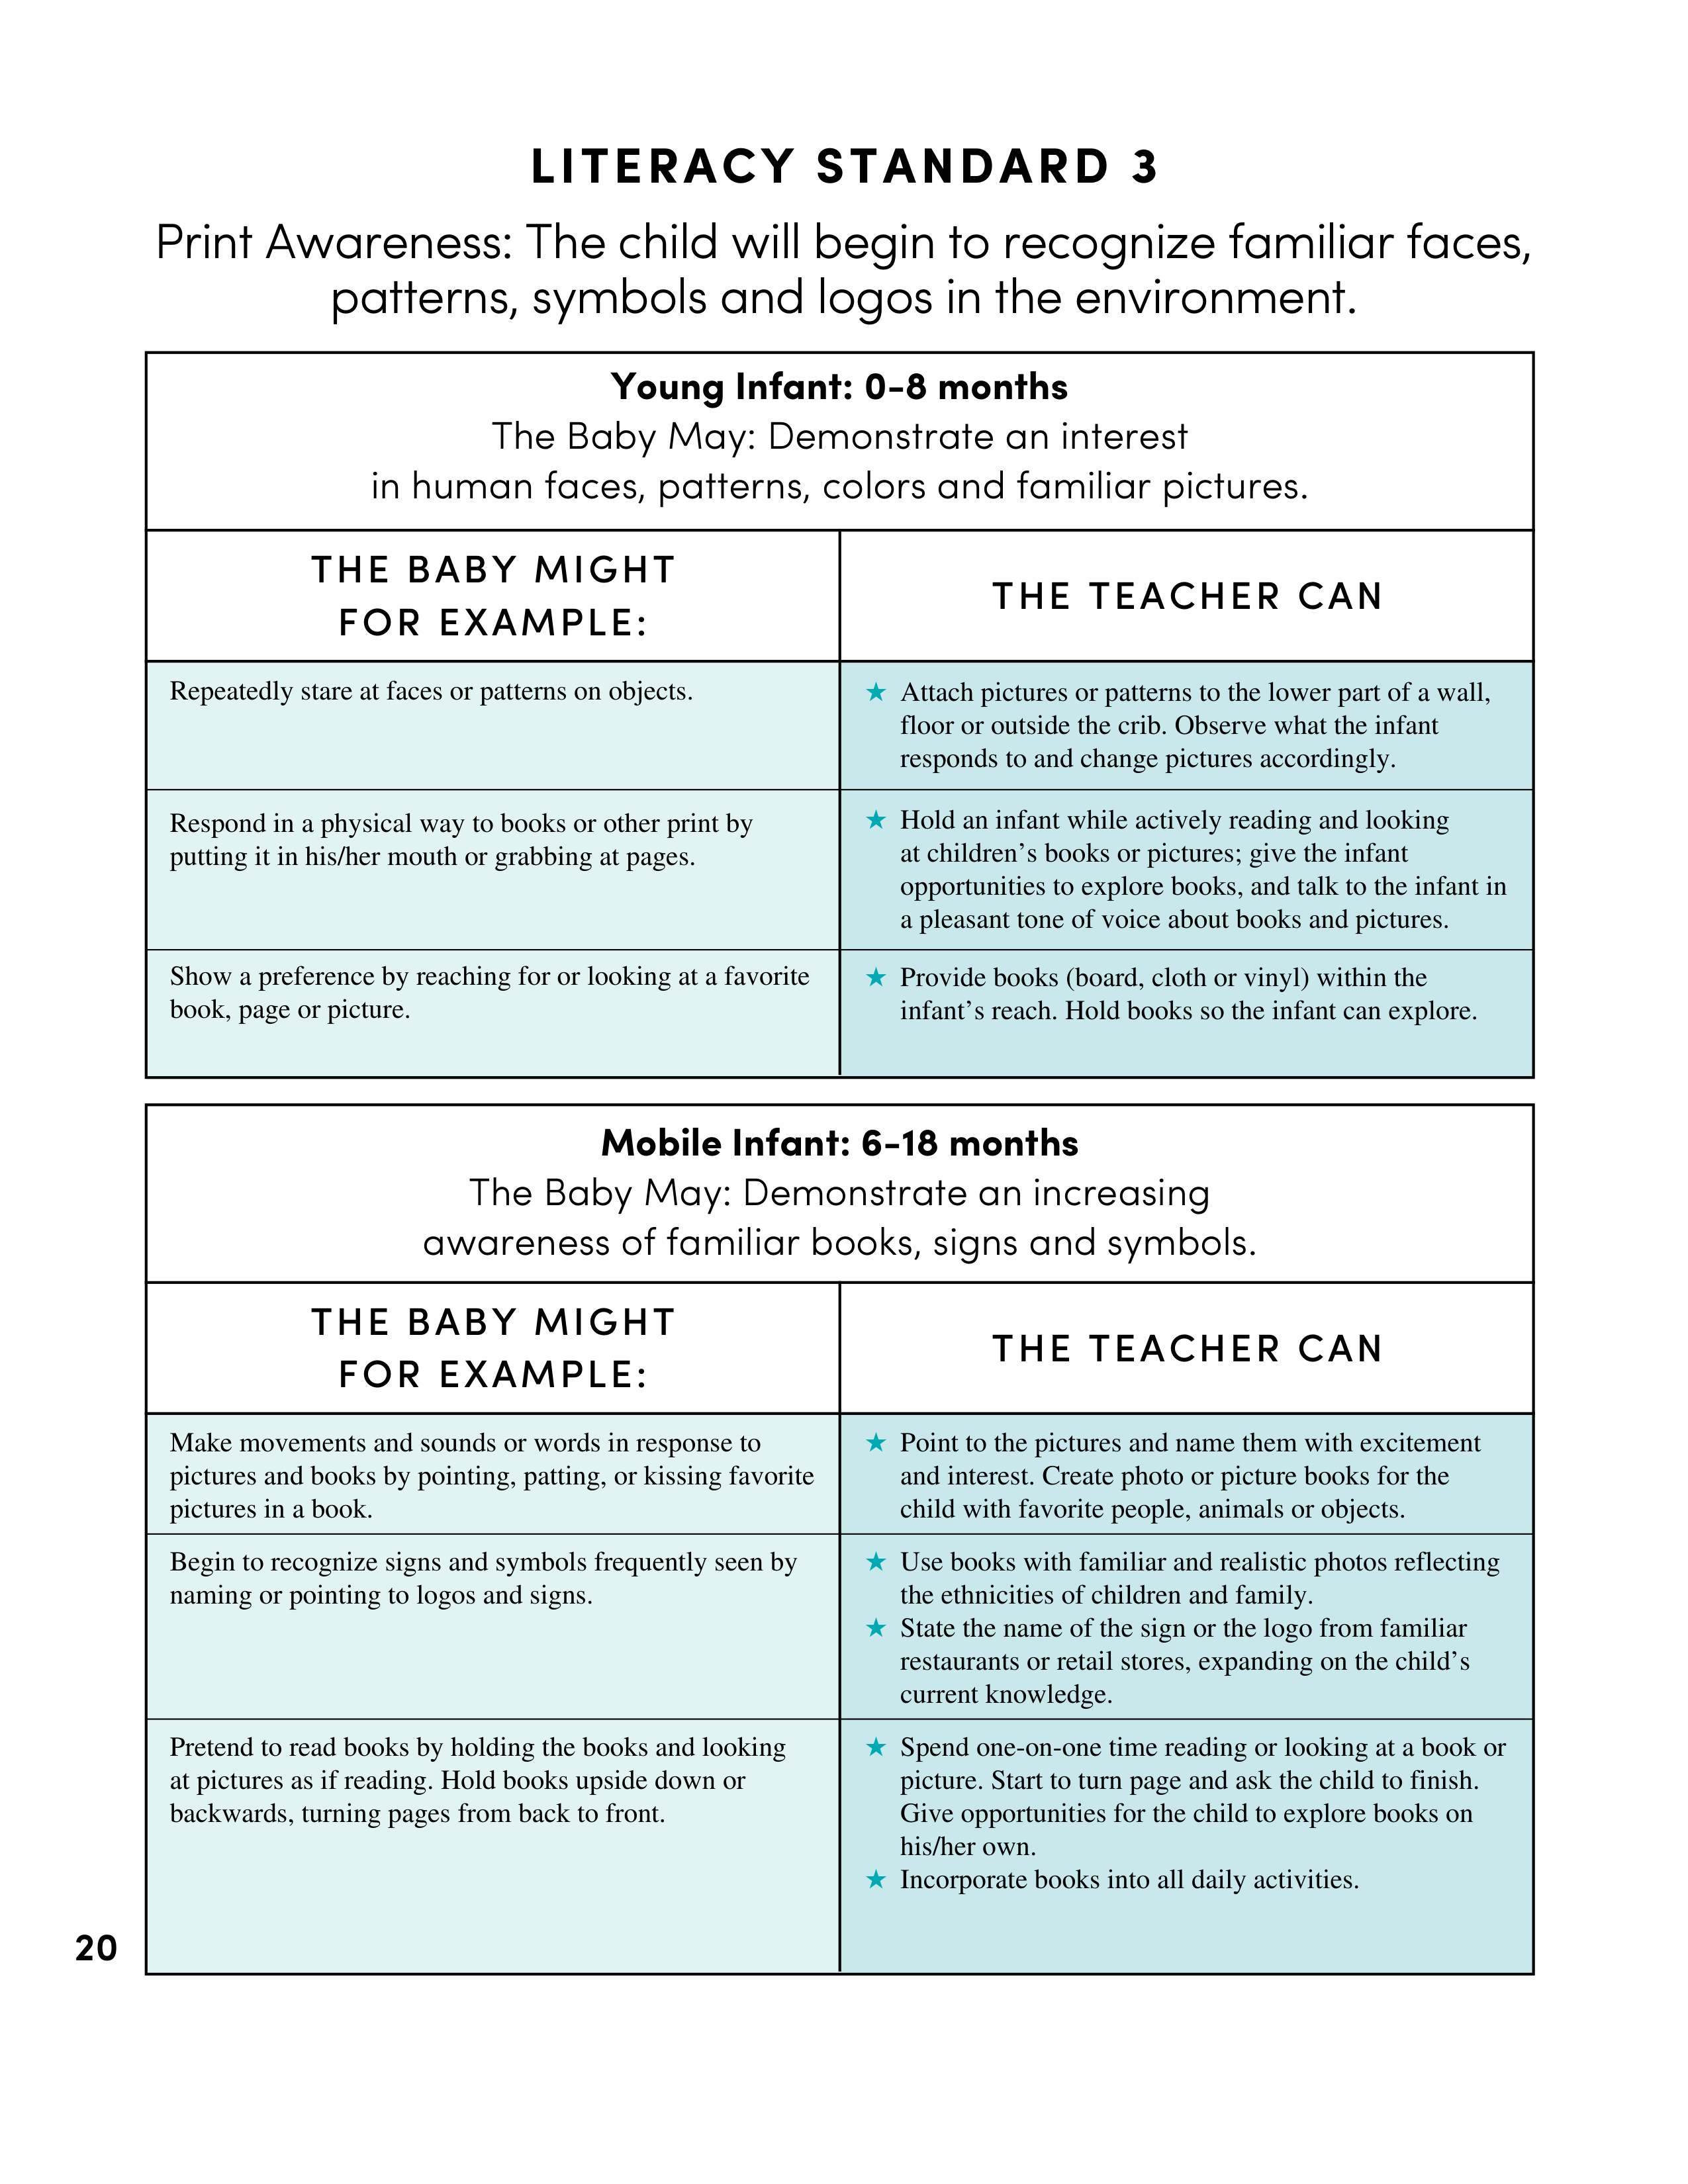 LITERACY STANDARD 3
Print Awareness: The child will begin to recognize familiar faces,
patterns, symbols and logos in the environment.
Young Infant: 0-8 months
The Baby May: Demonstrate an interest
in human faces, patterns, colors and familiar pictures.
THE BABY MIGHT
FOR EXAMPLE:
THE TEACHER CAN
Repeatedly stare at faces or patterns on objects.
★ Attach pictures or patterns to the lower part of a wall,
floor or outside the crib. Observe what the infant
responds to and change pictures accordingly.
Respond in a physical way to books or other print by
putting it in his/her mouth or grabbing at pages.
★ Hold an infant while actively reading and looking
at children’s books or pictures; give the infant
opportunities to explore books, and talk to the infant in
a pleasant tone of voice about books and pictures.
Show a preference by reaching for or looking at a favorite
book, page or picture.
★ Provide books (board, cloth or vinyl) within the
infant’s reach. Hold books so the infant can explore.
Mobile Infant: 6-18 months
The Baby May: Demonstrate an increasing
awareness of familiar books, signs and symbols.
THE BABY MIGHT
FOR EXAMPLE:
THE TEACHER CAN
Make movements and sounds or words in response to
pictures and books by pointing, patting, or kissing favorite
pictures in a book.
★ Point to the pictures and name them with excitement
and interest. Create photo or picture books for the
child with favorite people, animals or objects.
Begin to recognize signs and symbols frequently seen by
naming or pointing to logos and signs.
★ Use books with familiar and realistic photos reflecting
the ethnicities of children and family.
★ State the name of the sign or the logo from familiar
restaurants or retail stores, expanding on the child’s
current knowledge.
Pretend to read books by holding the books and looking
at pictures as if reading. Hold books upside down or
backwards, turning pages from back to front.
★ Spend one-on-one time reading or looking at a book or
picture. Start to turn page and ask the child to finish.
Give opportunities for the child to explore books on
his/her own.
★ Incorporate books into all daily activities.
20